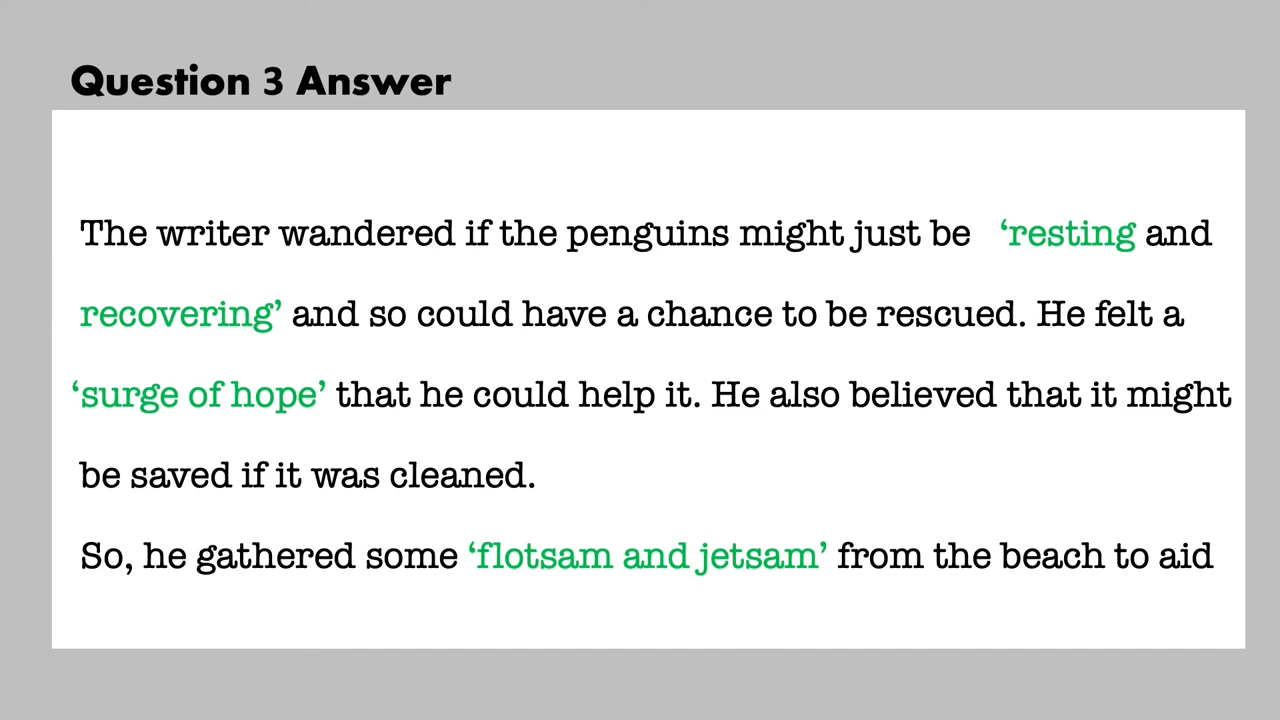 Question 3 Answer
The writer wandered if the penguins might just be ‘resting and
recovering’ and so could have a chance to be rescued. He felt a
‘surge of hope’ that he could help it. He also believed that it might
be saved if it was cleaned.
So, he gathered some ‘flotsam and jetsam’ from the beach to aid